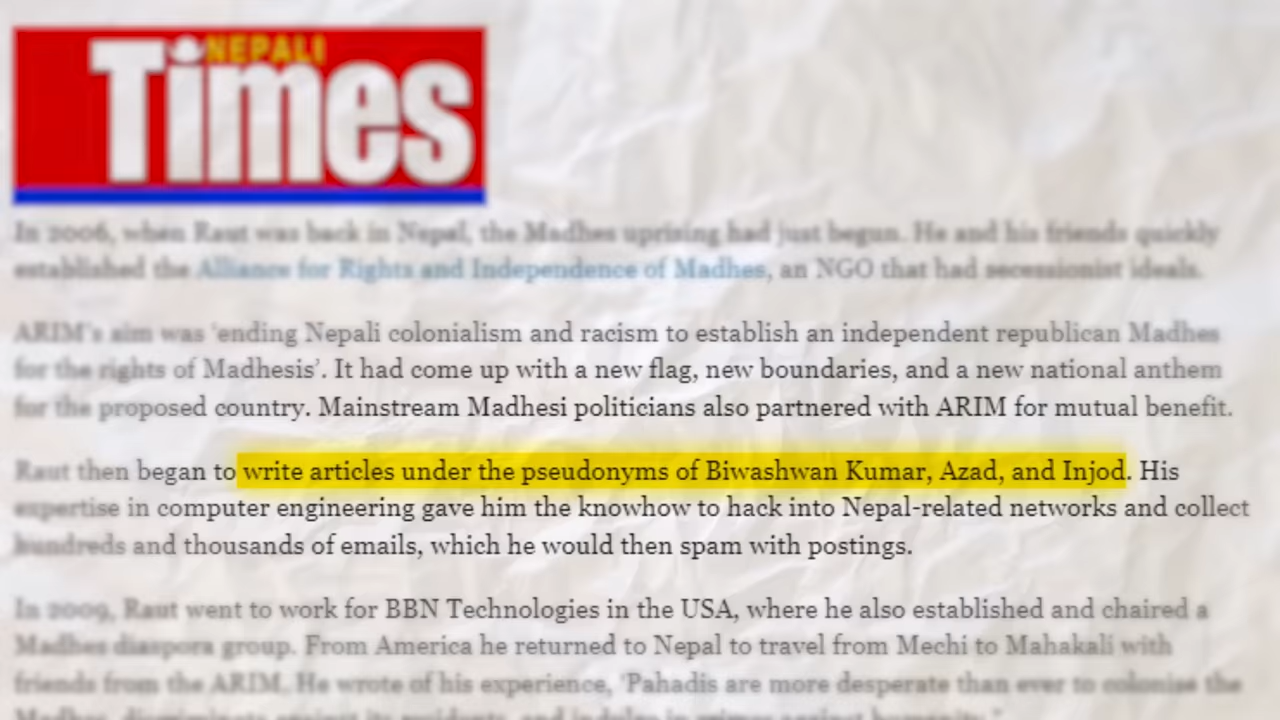 NEPALI
Times
In 2006, when Raut was back in Nepal, the Madhes uprising had just begun. He and his friends quickly
established the Alliance for Rights and Independence of Madhes, an NGO that had secessionist ideals.
ARIM's aim was 'ending Nepali colonialism and racism to establish an independent republican Madhes
for the rights of Madhesis'. It had come up with a new flag, new boundaries, and a new national anthem
for the proposed country. Mainstream Madhesi politicians also partnered with ARIM for mutual benefit.
Raut then began to write articles under the pseudonyms of Biwashwan Kumar, Azad, and Injod. His
expertise in computer engineering gave him the knowhow to hack into Nepal-related networks and collect
hundreds and thousands of emails, which he would then spam with postings.
In 2009, Raut went to work for BBN Technologies in the USA, where he also established and chaired a
Madhes diaspora group. From America he returned to Nepal to travel from Mechi to Mahakali with
friends from the ARIM. He wrote of his experience, 'Pahadis are more desperate than ever to colonise the